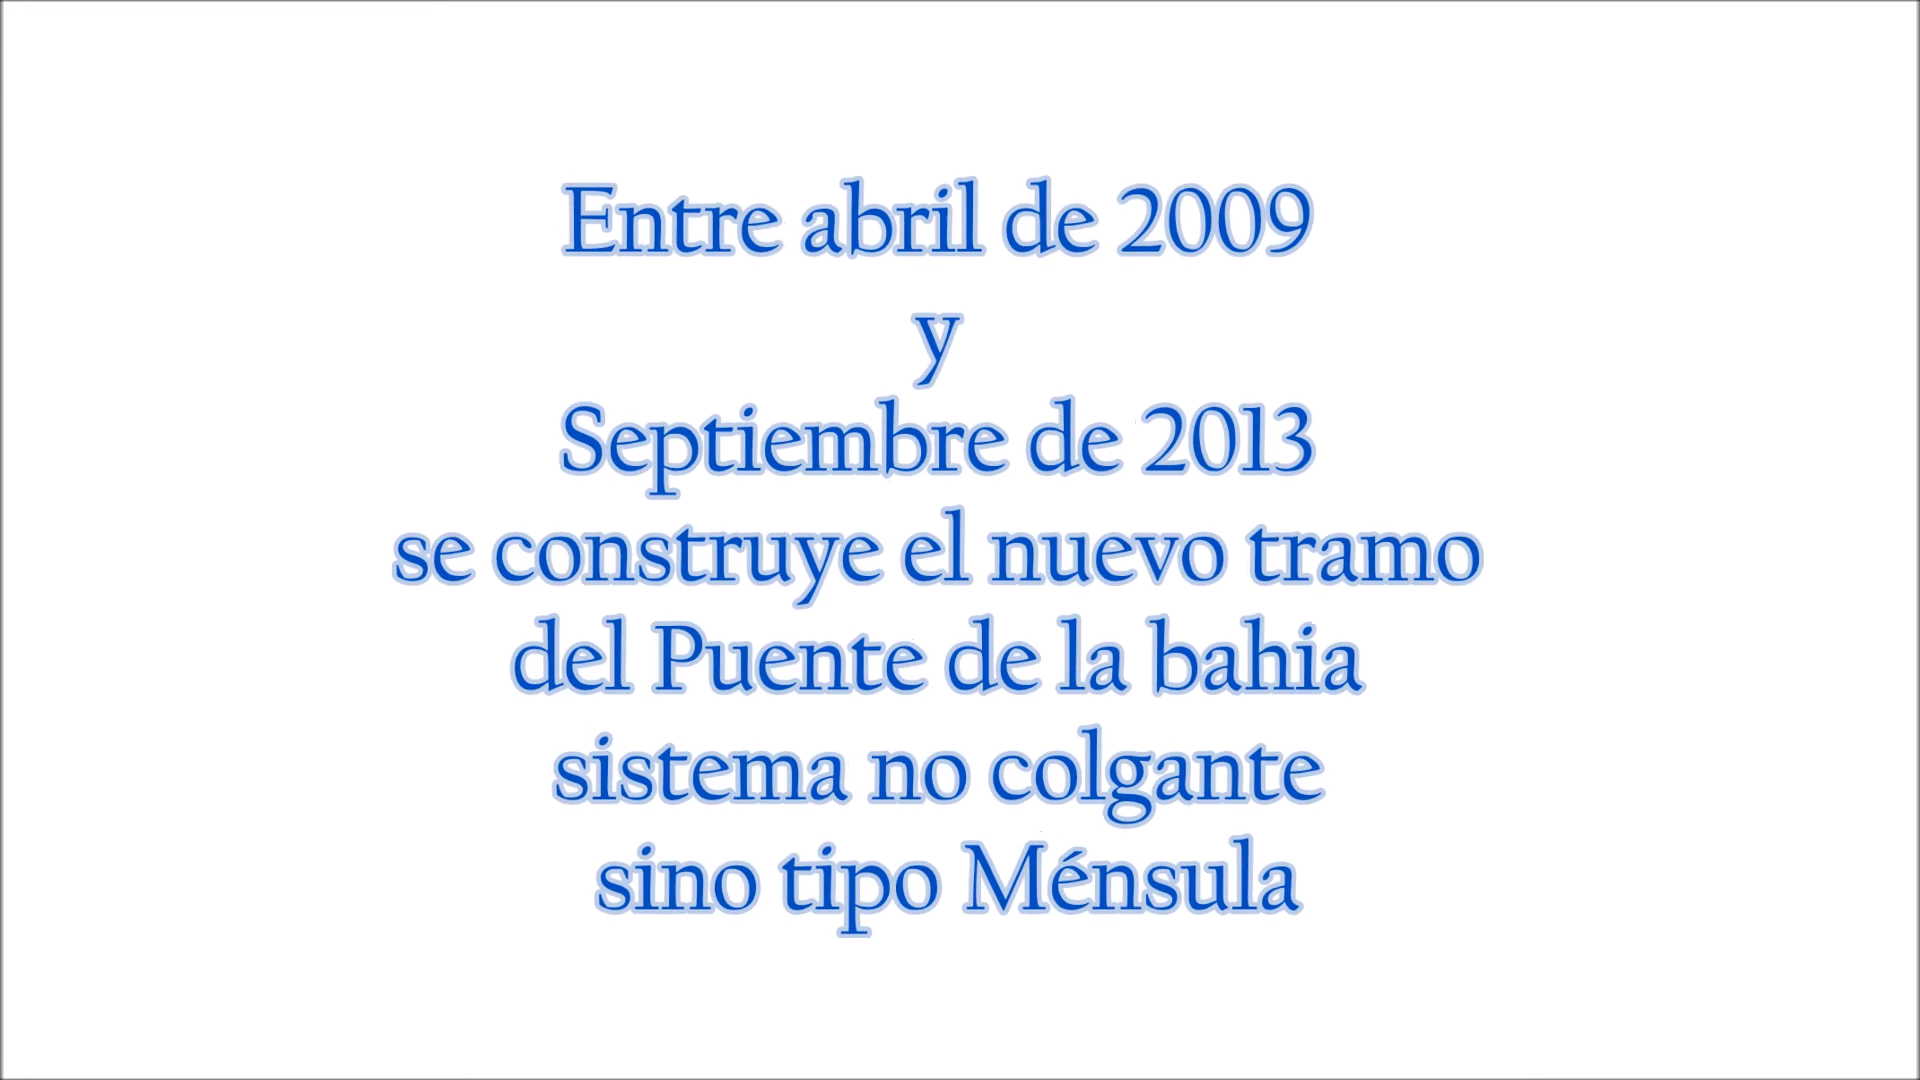 Entre abril de 2009
y
Septiembre de 2013
se construye el nuevo tramo
del Puente de la bahia
sistema no colgante
sino tipo Ménsula